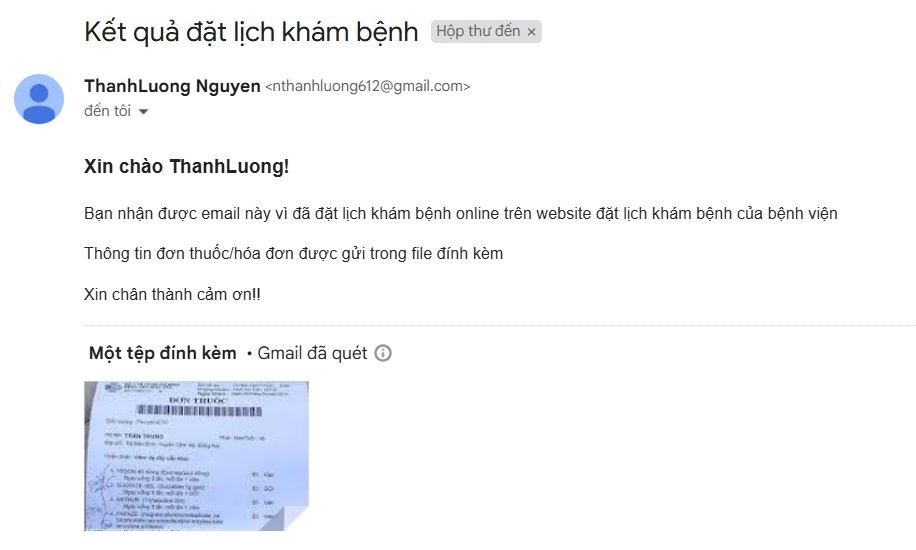 Kết quả đặt lịch khám bệnh Hộp thư đến ×
ThanhLuong Nguyen <nthanhluong612@gmail.com>
đến tôi
Xin chào ThanhLuong!
Bạn nhận được email này vì đã đặt lịch khám bệnh online trên website đặt lịch khám bệnh của bệnh viện
Thông tin đơn thuốc/hóa đơn được gửi trong file đính kèm
Xin chân thành cảm ơn!!
Một tệp đính kèm • Gmail đã quét
ĐƠN THUỐC
TRẦN TRUNG